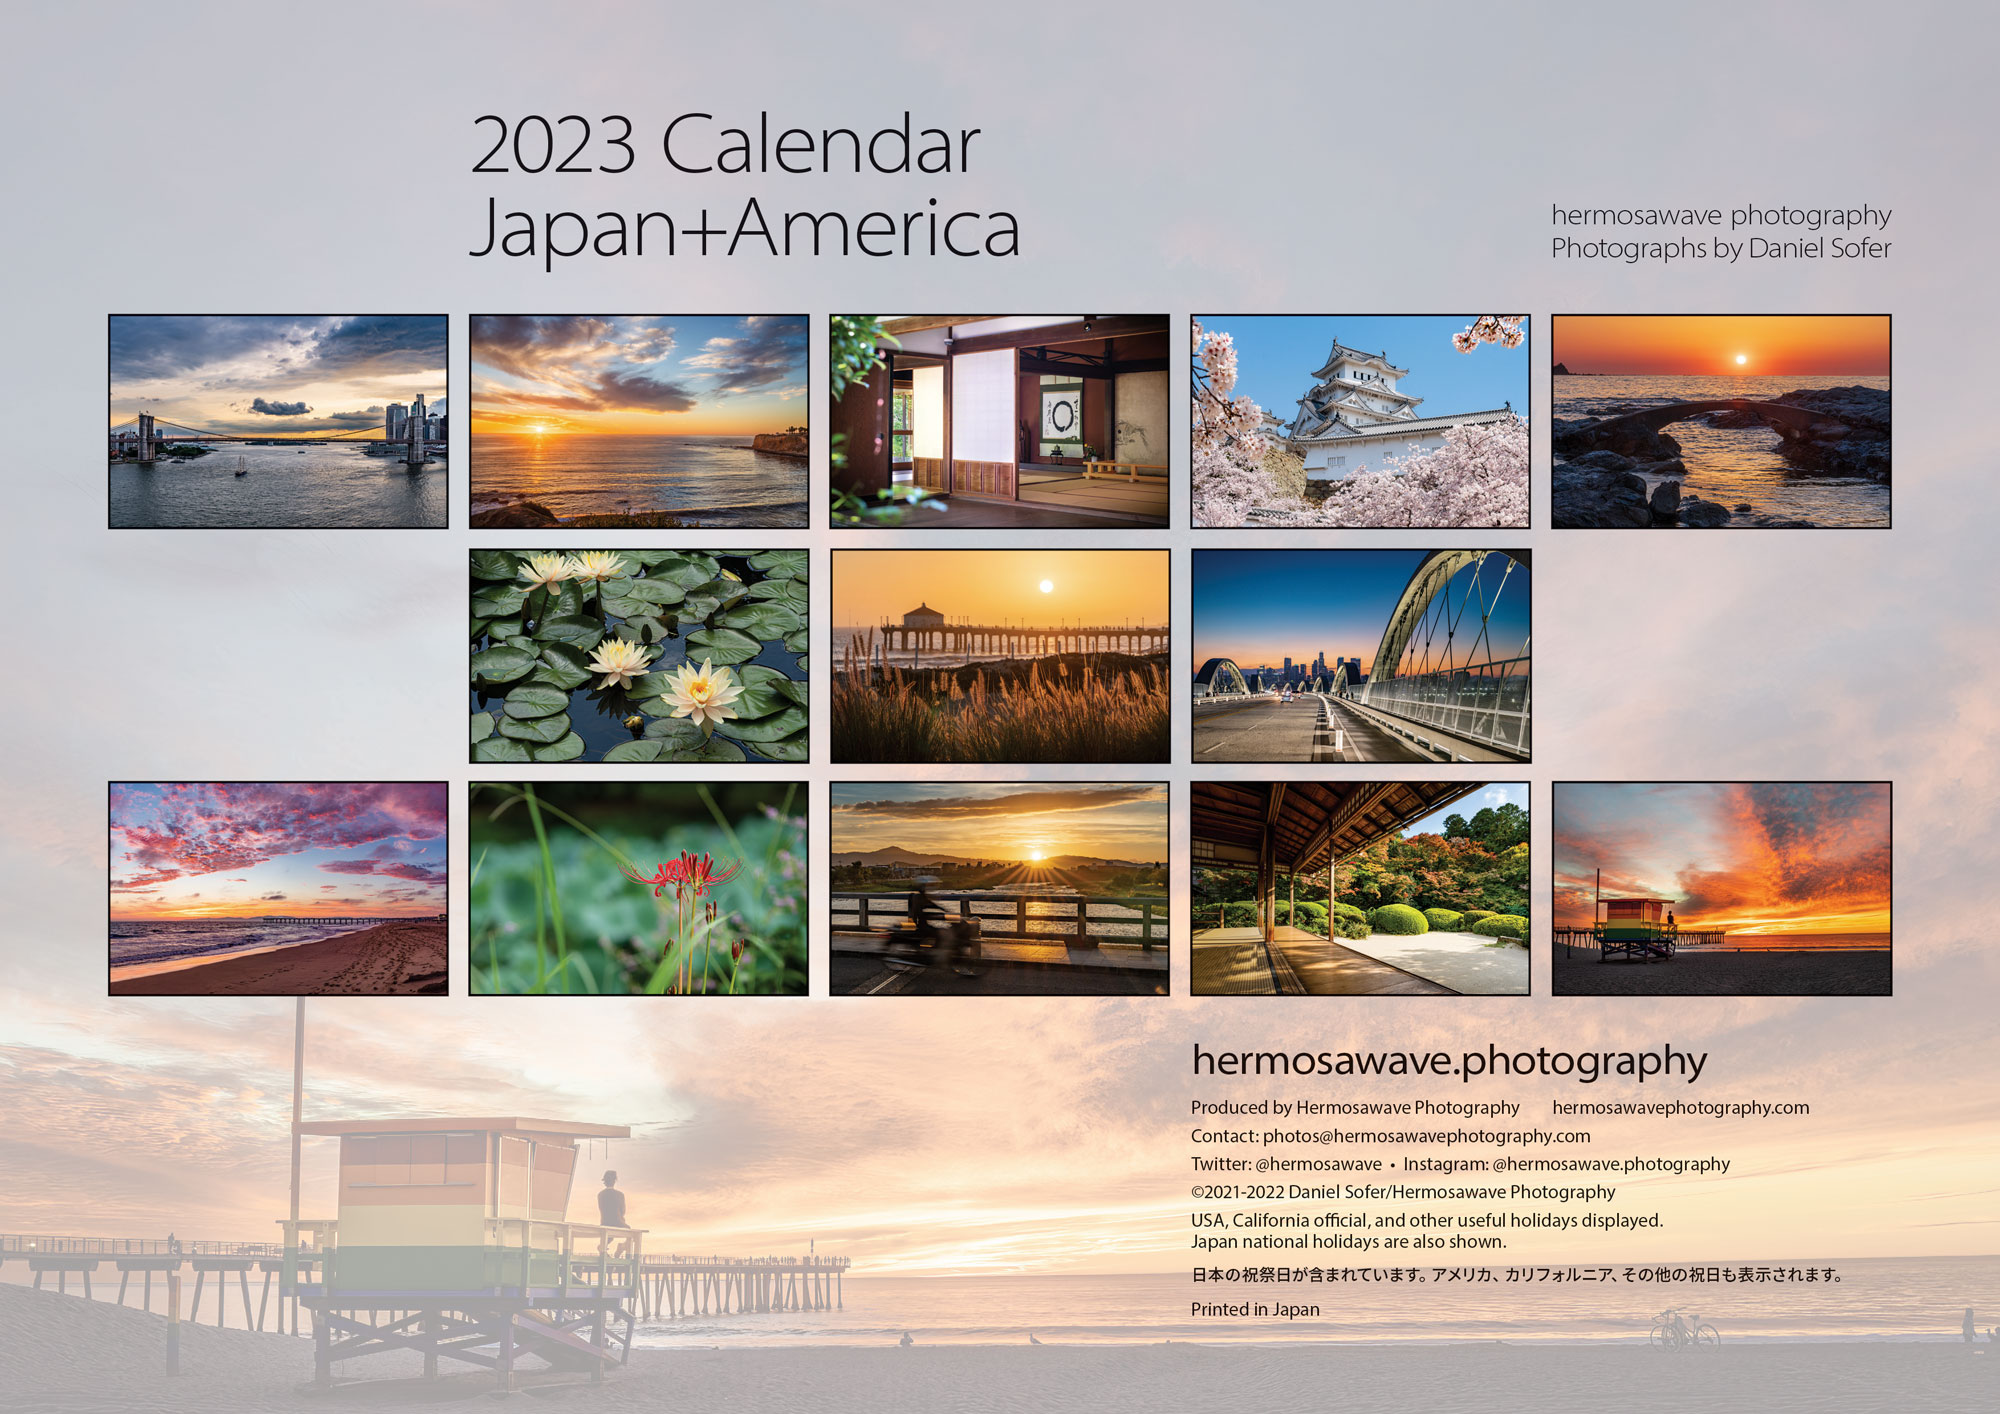 2023 Calendar
Japan+America
hermosawave photography
Photographs by Daniel Sofer
hermosawave.photography
Produced by Hermosawave Photography hermosawavephotography.com
Contact: photos@hermosawavephotography.com
Twitter: @hermosawave • Instagram: @hermosawave.photography
©2021-2022 Daniel Sofer/Hermosawave Photography
USA, California official, and other useful holidays displayed.
Japan national holidays are also shown.
日本の祝祭日が含まれています。アメリカ、カリフォルニア、その他の祝日も表示されます。
Printed in Japan